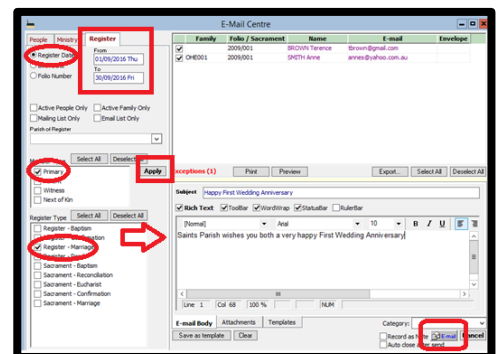 E-Mail Centre
People Ministry Register
Register Date
Folio Number
From
01/09/2016 Thu
To
30/09/2016 Fri
Active People Only Active Family Only
Mailing List Only Email List Only
Parish of Register
Select All Deselect All
Primary
Apply
Witness
Next of Kin
Register Type Select All Deselect All
Register - Baptism
Register - Marriage
Sacrament - Baptism
Sacrament - Reconciliation
Sacrament - Eucharist
Sacrament - Confirmation
Sacrament - Marriage
Family Folio / Sacrament Name E-mail Envelope
2009/001 BROWN Terence tbrown@gmail.com
OHE001 2009/001 SMITH Anne annes@yahoo.com.au
Exceptions (1) Print Preview Export... Select All Deselect All
Subject Happy First Wedding Anniversary
Rich Text ToolBar WordWrap StatusBar RulerBar
[Normal] Arial 10 B I U
Saints Parish wishes you both a very happy First Wedding Anniversary
Line 1 Col 68 100 % NUM
E-mail Body Attachments Templates Category:
Save as template Clear Record as Note E-mail Cancel
Auto close after send